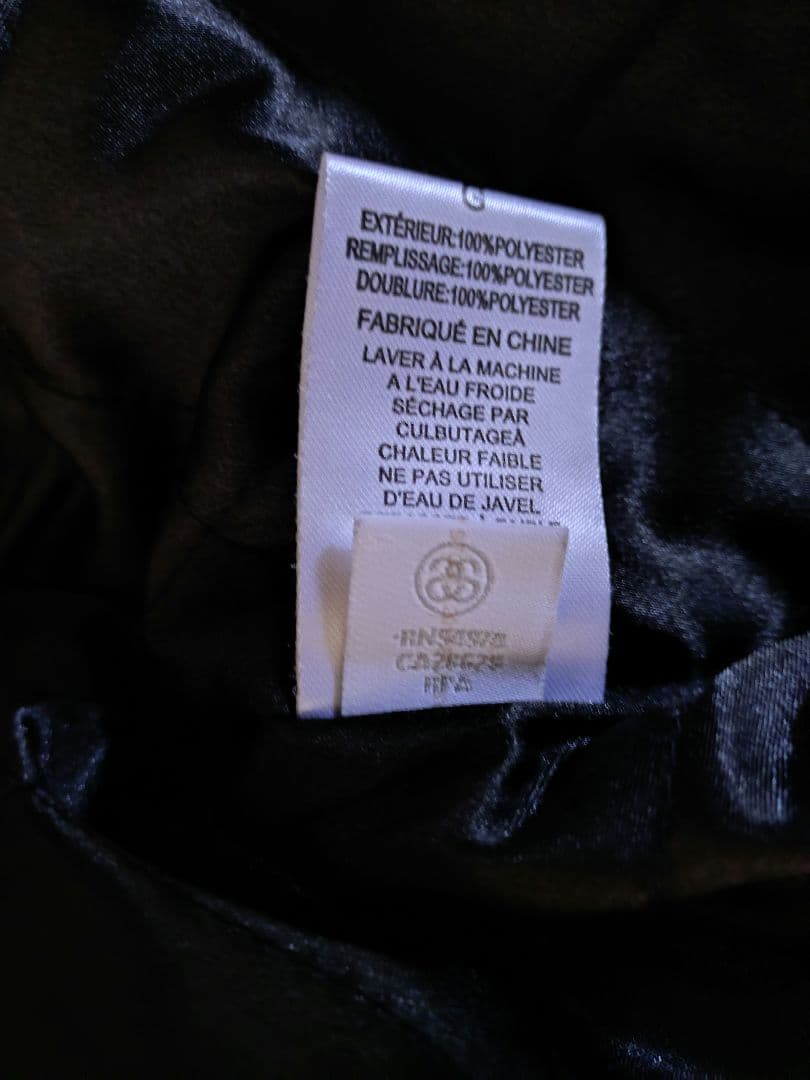 G
EXTÉRIEUR:100%POLYESTER
REMPLISSAGE:100%POLYESTER
DOUBLURE:100%POLYESTER
FABRIQUÉ EN CHINE
LAVER À LA MACHINE
A L'EAU FROIDE
SÉCHAGE PAR
CULBUTAGEÀ
CHALEUR FAIBLE
NE PAS UTILISER
D'EAU DE JAVEL